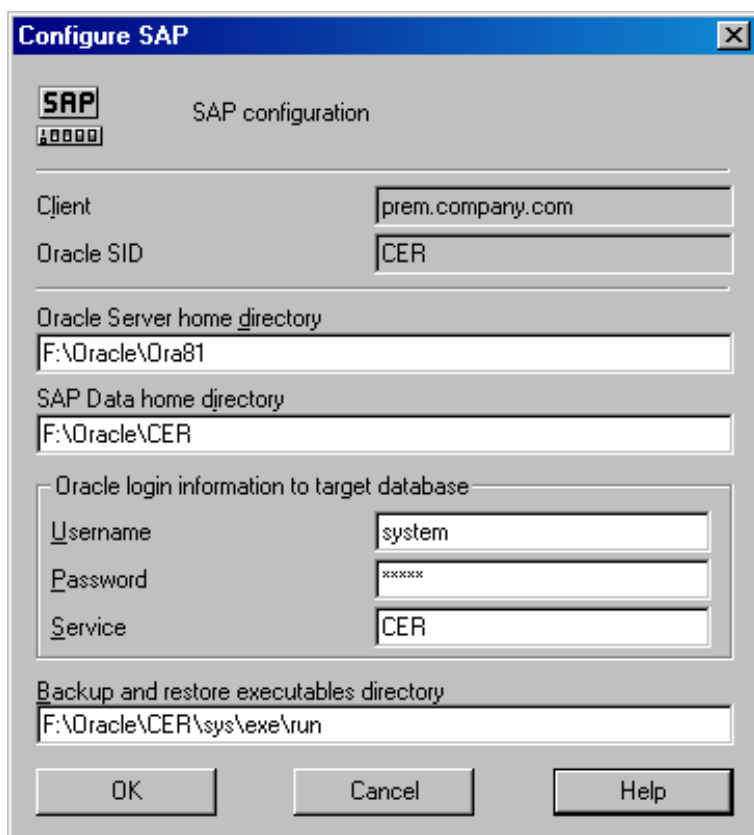 Configure SAP
SAP
SAP configuration
Client
prem.company.com
Oracle SID
CER
Oracle Server home directory
F:\Oracle\Ora81
SAP Data home directory
F:\Oracle\CER
Oracle login information to target database
Username
system
Password
*****
Service
CER
Backup and restore executables directory
F:\Oracle\CER\sys\exe\run
OK Cancel Help